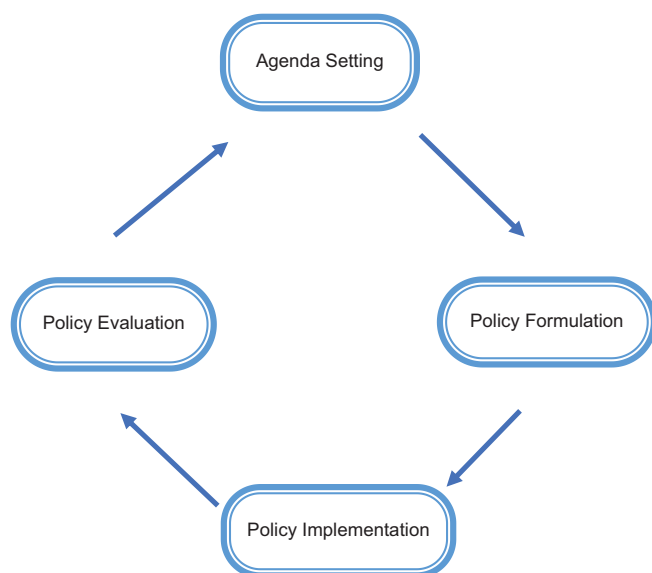 Agenda Setting
Policy Evaluation
Policy Formulation
Policy Implementation